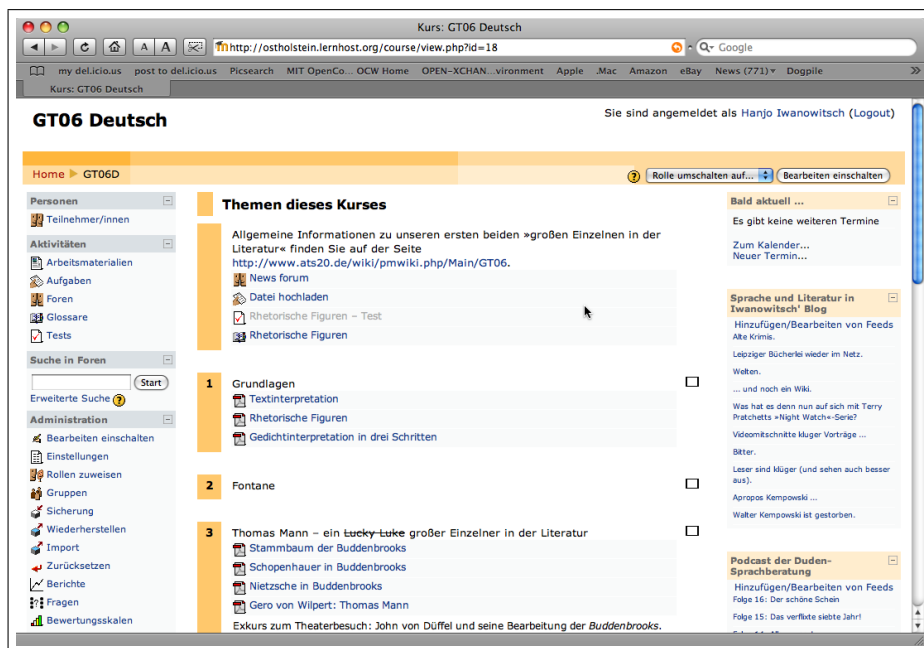 Kurs: GT06 Deutsch
A A http://ostholstein.lernhost.org/course/view.php?id=18 Google
my del.icio.us post to del.icio.us Picsearch MIT OpenCo... OCW Home OPEN-XCHAN...vironment Apple .Mac Amazon eBay News (771) Dogpile »
Kurs: GT06 Deutsch
GT06 Deutsch
Sie sind angemeldet als Hanjo Iwanowitsch (Logout)
Home GT06D
? Rolle umschalten auf... Bearbeiten einschalten
Personen
Teilnehmer/innen
Aktivitäten
Arbeitsmaterialien
Aufgaben
Foren
Glossare
Tests
Suche in Foren
Start
Erweiterte Suche ?
Administration
Bearbeiten einschalten
Einstellungen
Rollen zuweisen
Gruppen
Sicherung
Wiederherstellen
Import
Zurücksetzen
Berichte
Fragen
Bewertungsskalen
Themen dieses Kurses
Allgemeine Informationen zu unseren ersten beiden »großen Einzelnen in der
Literatur« finden Sie auf der Seite
http://www.ats20.de/wiki/pmwiki.php/Main/GT06.
News forum
Datei hochladen
Rhetorische Figuren – Test
Rhetorische Figuren
1 Grundlagen
Textinterpretation
Rhetorische Figuren
Gedichtinterpretation in drei Schritten
2 Fontane
3 Thomas Mann – ein Lucky Luke großer Einzelner in der Literatur
Stammbaum der Buddenbrooks
Schopenhauer in Buddenbrooks
Nietzsche in Buddenbrooks
Gero von Wilpert: Thomas Mann
Exkurs zum Theaterbesuch: John von Düffel und seine Bearbeitung der Buddenbrooks.
Bald aktuell ...
Es gibt keine weiteren Termine
Zum Kalender...
Neuer Termin...
Sprache und Literatur in
Iwanowitsch' Blog
Hinzufügen/Bearbeiten von Feeds
Alte Krimis.
Leipziger Bücherlei wieder im Netz.
Welten.
... und noch ein Wiki.
Was hat es denn nun auf sich mit Terry
Pratchetts »Night Watch«-Serie?
Videomitschnitte kluger Vorträge ...
Bitter.
Leser sind klüger (und sehen auch besser
aus).
Apropos Kempowski ...
Walter Kempowski ist gestorben.
Podcast der Duden-
Sprachberatung
Hinzufügen/Bearbeiten von Feeds
Folge 16: Der schöne Schein
Folge 15: Das verflixte siebte Jahr!